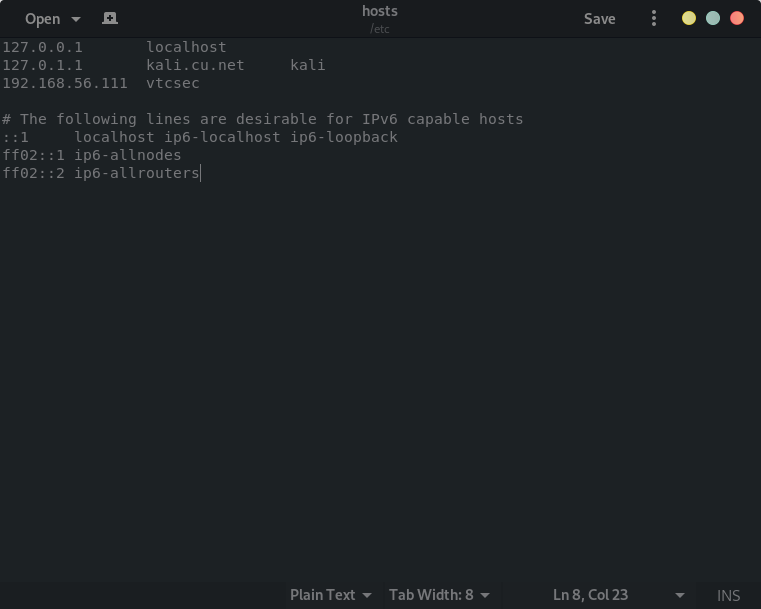 Open
hosts
/etc
Save
127.0.0.1       localhost
127.0.1.1       kali.cu.net     kali
192.168.56.111  vtcsec

# The following lines are desirable for IPv6 capable hosts
::1     localhost ip6-localhost ip6-loopback
ff02::1 ip6-allnodes
ff02::2 ip6-allrouters
Plain Text
Tab Width: 8
Ln 8, Col 23
INS